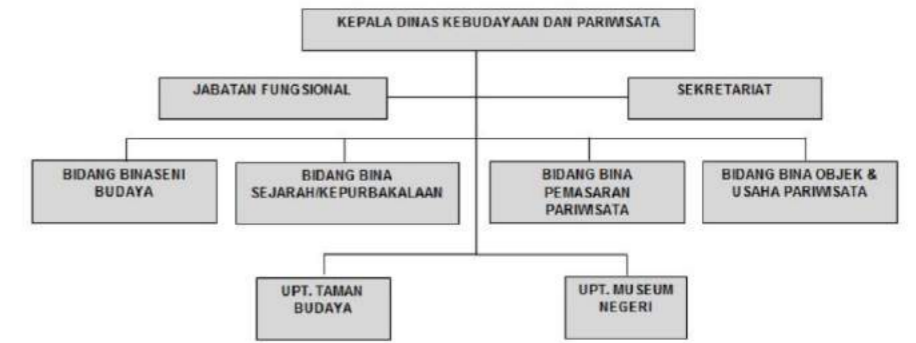 KEPALA DINAS KEBUDAYAAN DAN PARIWISATA
JABATAN FUNGSIONAL
SEKRETARIAT
BIDANG BINASENI
BUDAYA
BIDANG BINA
SEJARAH/KEPURBAKALAAN
BIDANG BINA
PEMASARAN
PARIWISATA
BIDANG BINA OBJEK &
USAHA PARIWISATA
UPT. TAMAN
BUDAYA
UPT. MUSEUM
NEGERI